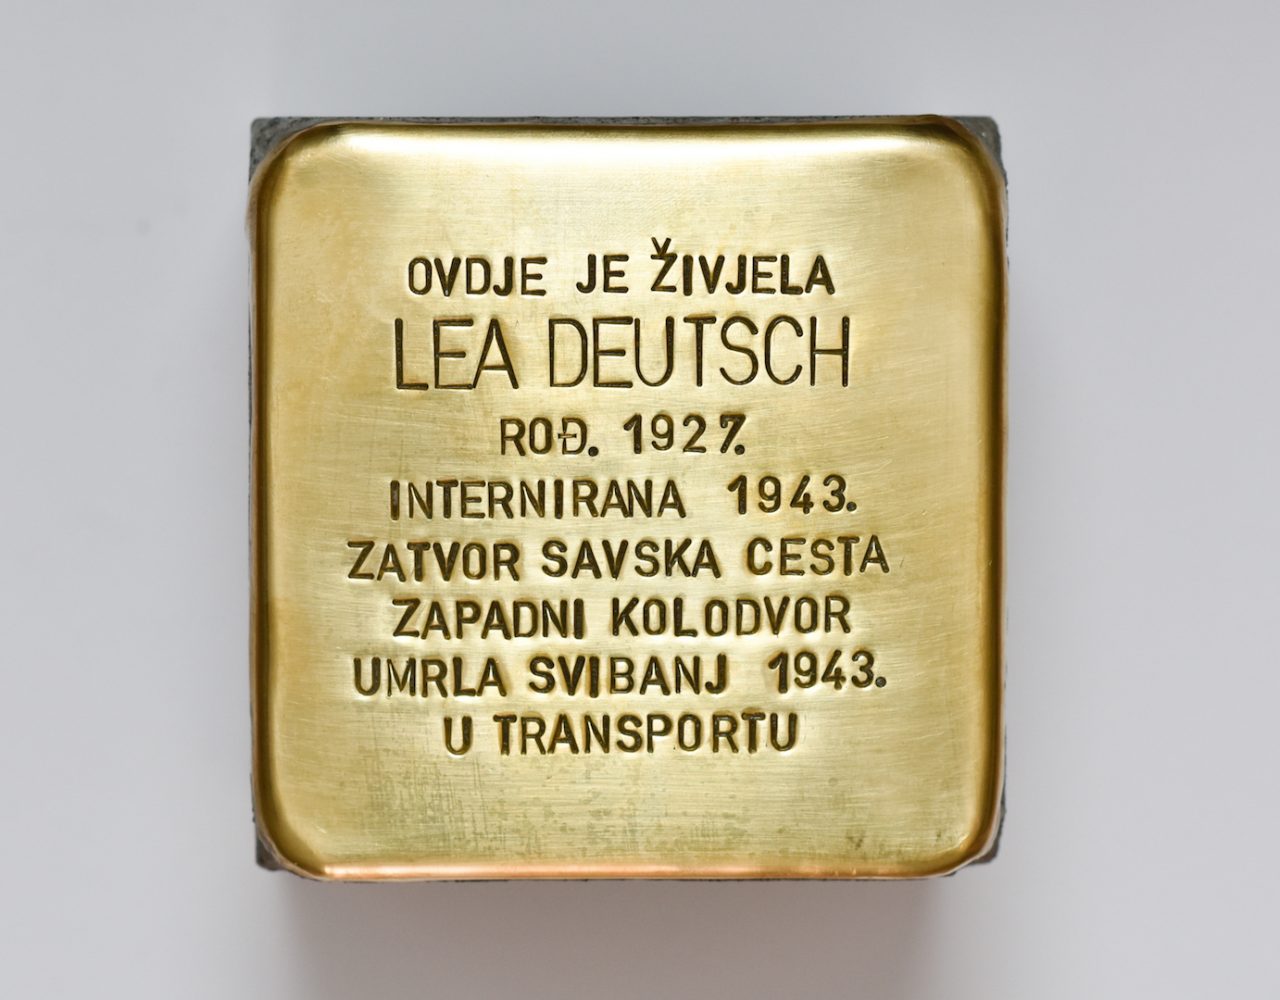 OVDJE JE ŽIVJELA
LEA DEUTSCH
ROĐ. 1927.
INTERNIRANA 1943.
ZATVOR SAVSKA CESTA
ZAPADNI KOLODVOR
UMRLA SVIBANJ 1943.
U TRANSPORTU